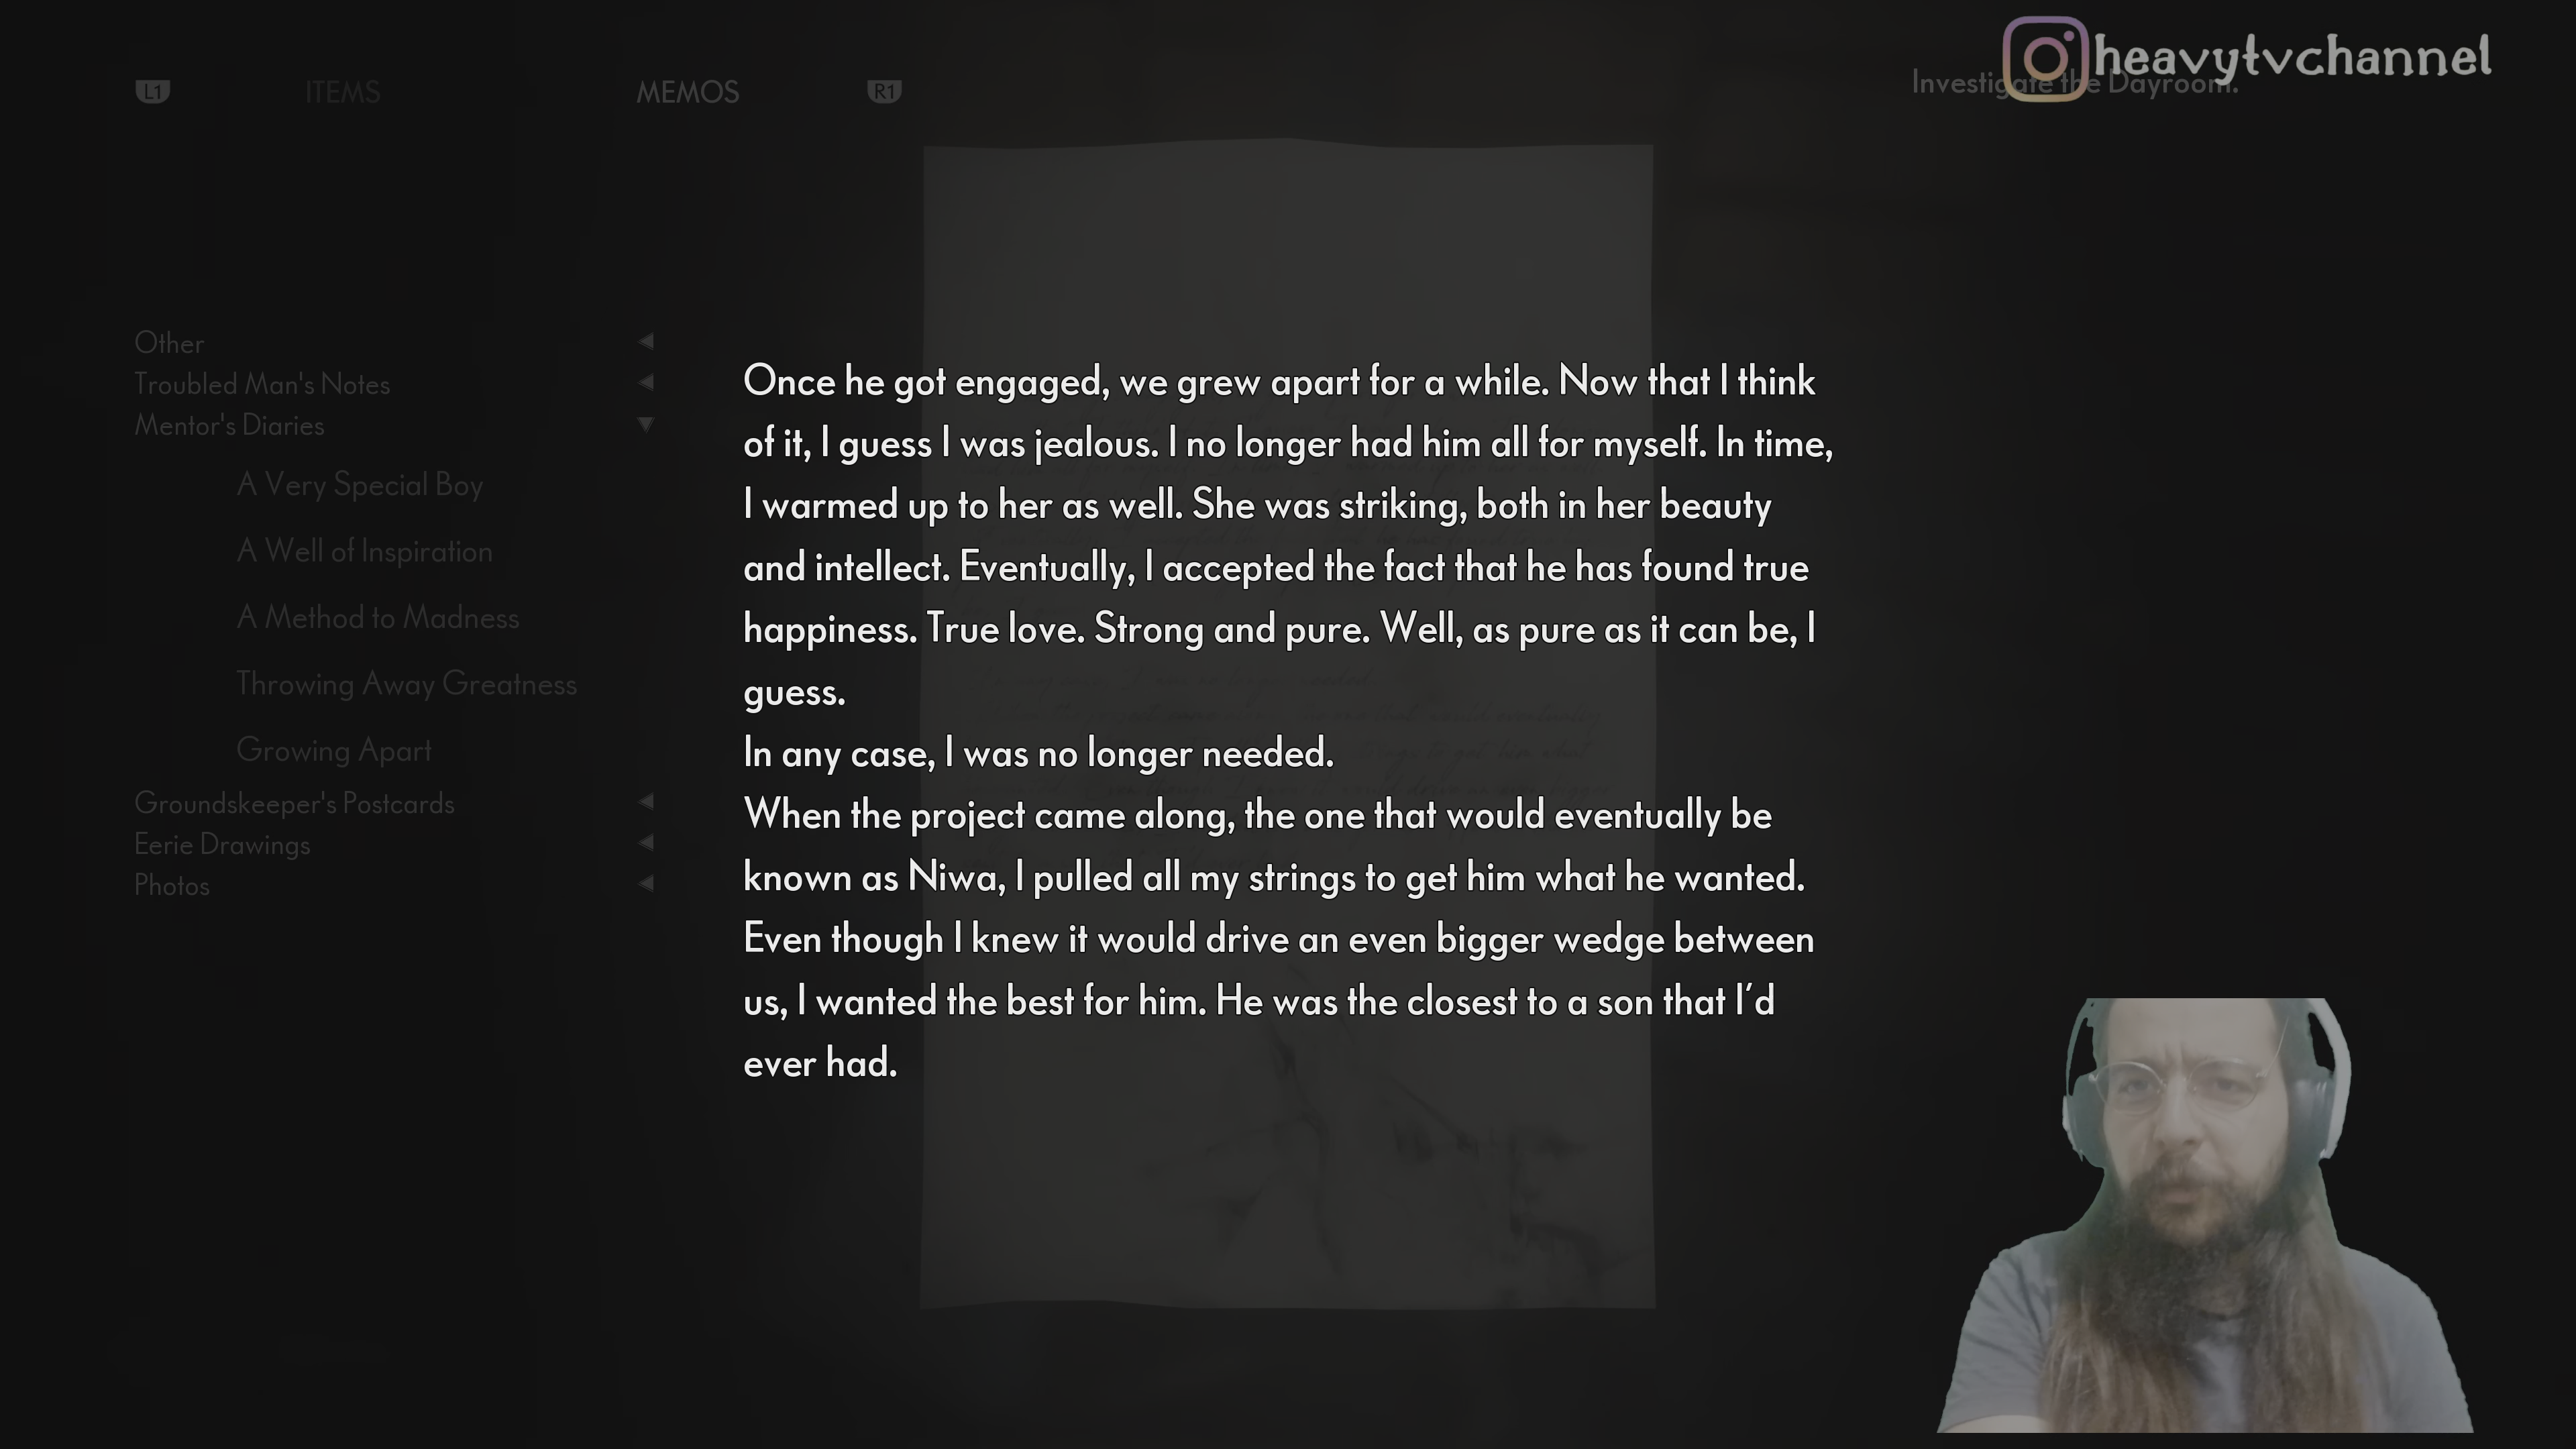 L1
ITEMS
MEMOS
R1
Investigate the Dayroom.
heavytvchannel
Other
Troubled Man's Notes
Mentor's Diaries
A Very Special Boy
A Well of Inspiration
A Method to Madness
Throwing Away Greatness
Growing Apart
Groundskeeper's Postcards
Eerie Drawings
Photos
Once he got engaged, we grew apart for a while. Now that I think
of it, I guess I was jealous. I no longer had him all for myself. In time,
I warmed up to her as well. She was striking, both in her beauty
and intellect. Eventually, I accepted the fact that he has found true
happiness. True love. Strong and pure. Well, as pure as it can be, I
guess.
In any case, I was no longer needed.
When the project came along, the one that would eventually be
known as Niwa, I pulled all my strings to get him what he wanted.
Even though I knew it would drive an even bigger wedge between
us, I wanted the best for him. He was the closest to a son that I'd
ever had.